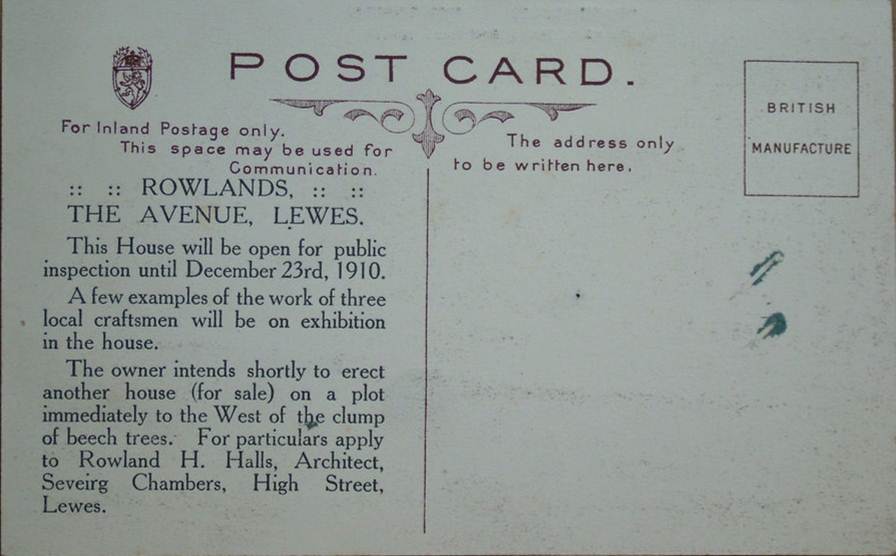 POST CARD.
For Inland Postage only.
This space may be used for
Communication.
The address only
to be written here.
BRITISH
MANUFACTURE
:: :: ROWLANDS, :: ::
THE AVENUE, LEWES.
This House will be open for public
inspection until December 23rd, 1910.
A few examples of the work of three
local craftsmen will be on exhibition
in the house.
The owner intends shortly to erect
another house (for sale) on a plot
immediately to the West of the clump
of beech trees. For particulars apply
to Rowland H. Halls, Architect,
Seveirg Chambers, High Street,
Lewes.